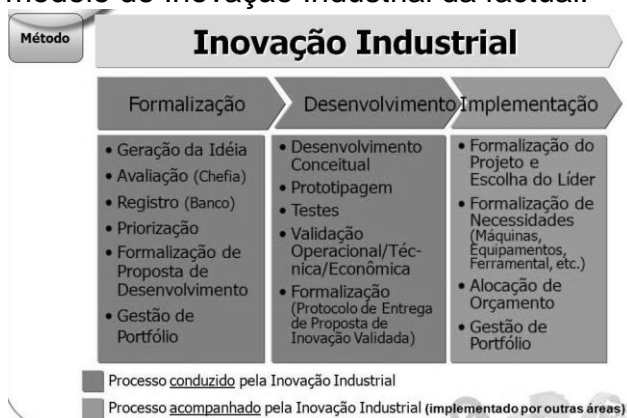 modelo de Inovação Industrial da factual:
Método
Inovação Industrial
Formalização
• Geração da Idéia
• Avaliação (Chefia)
• Registro (Banco)
• Priorização
• Formalização de
Proposta de
Desenvolvimento
• Gestão de
Portfólio
Desenvolvimento
• Desenvolvimento
Conceitual
• Prototipagem
• Testes
• Validação
Operacional/Téc-
nica/Econômica
• Formalização
(Protocolo de Entrega
de Proposta de
Inovação Validada)
Implementação
• Formalização do
Projeto e
Escolha do Líder
• Formalização de
Necessidades
(Máquinas,
Equipamentos,
Ferramental, etc.)
• Alocação de
Orçamento
• Gestão de
Portfólio
Processo conduzido pela Inovação Industrial
Processo acompanhado pela Inovação Industrial (implementado por outras áreas)